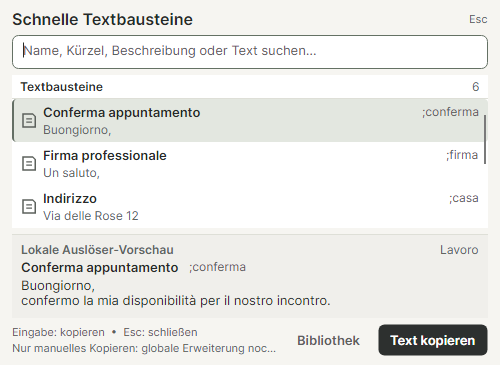 Schnelle Textbausteine Esc
Name, Kürzel, Beschreibung oder Text suchen...
Textbausteine 6
Conferma appuntamento ;conferma
Buongiorno,
Firma professionale ;firma
Un saluto,
Indirizzo ;casa
Via delle Rose 12
Lokale Auslöser-Vorschau Lavoro
Conferma appuntamento ;conferma
Buongiorno,
confermo la mia disponibilità per il nostro incontro.
Eingabe: kopieren • Esc: schließen
Nur manuelles Kopieren: globale Erweiterung noc...
Bibliothek Text kopieren